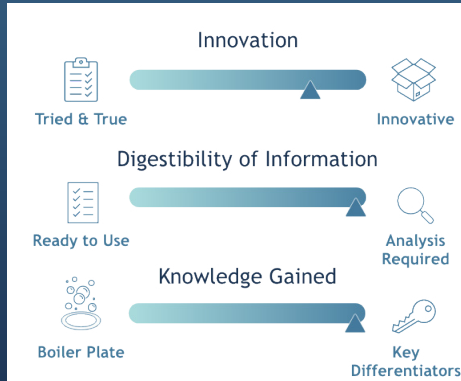 Innovation
Tried & True
Innovative
Digestibility of Information
Ready to Use
Analysis
Required
Knowledge Gained
Boiler Plate
Key
Differentiators